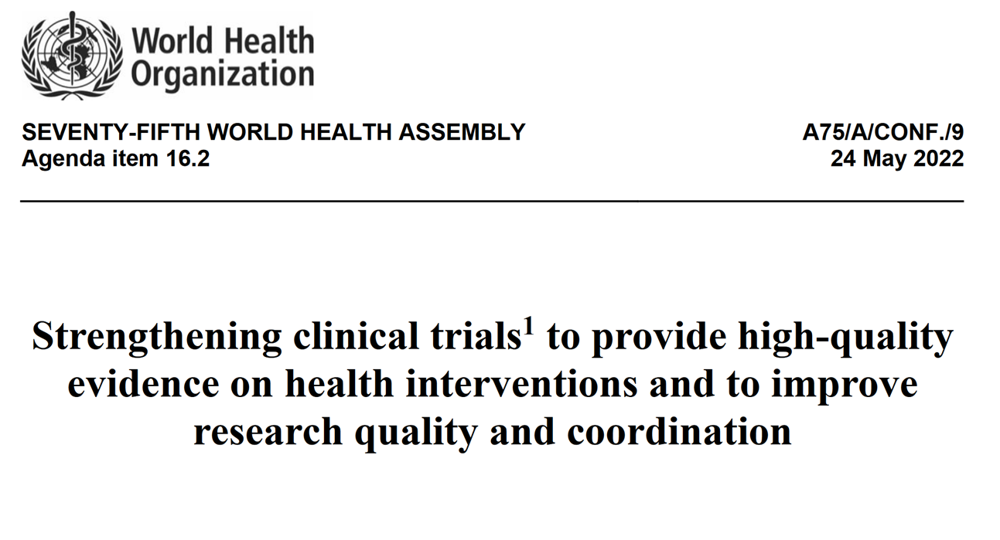 World Health
Organization
SEVENTY-FIFTH WORLD HEALTH ASSEMBLY A75/A/CONF./9
Agenda item 16.2 24 May 2022
Strengthening clinical trials¹ to provide high-quality
evidence on health interventions and to improve
research quality and coordination